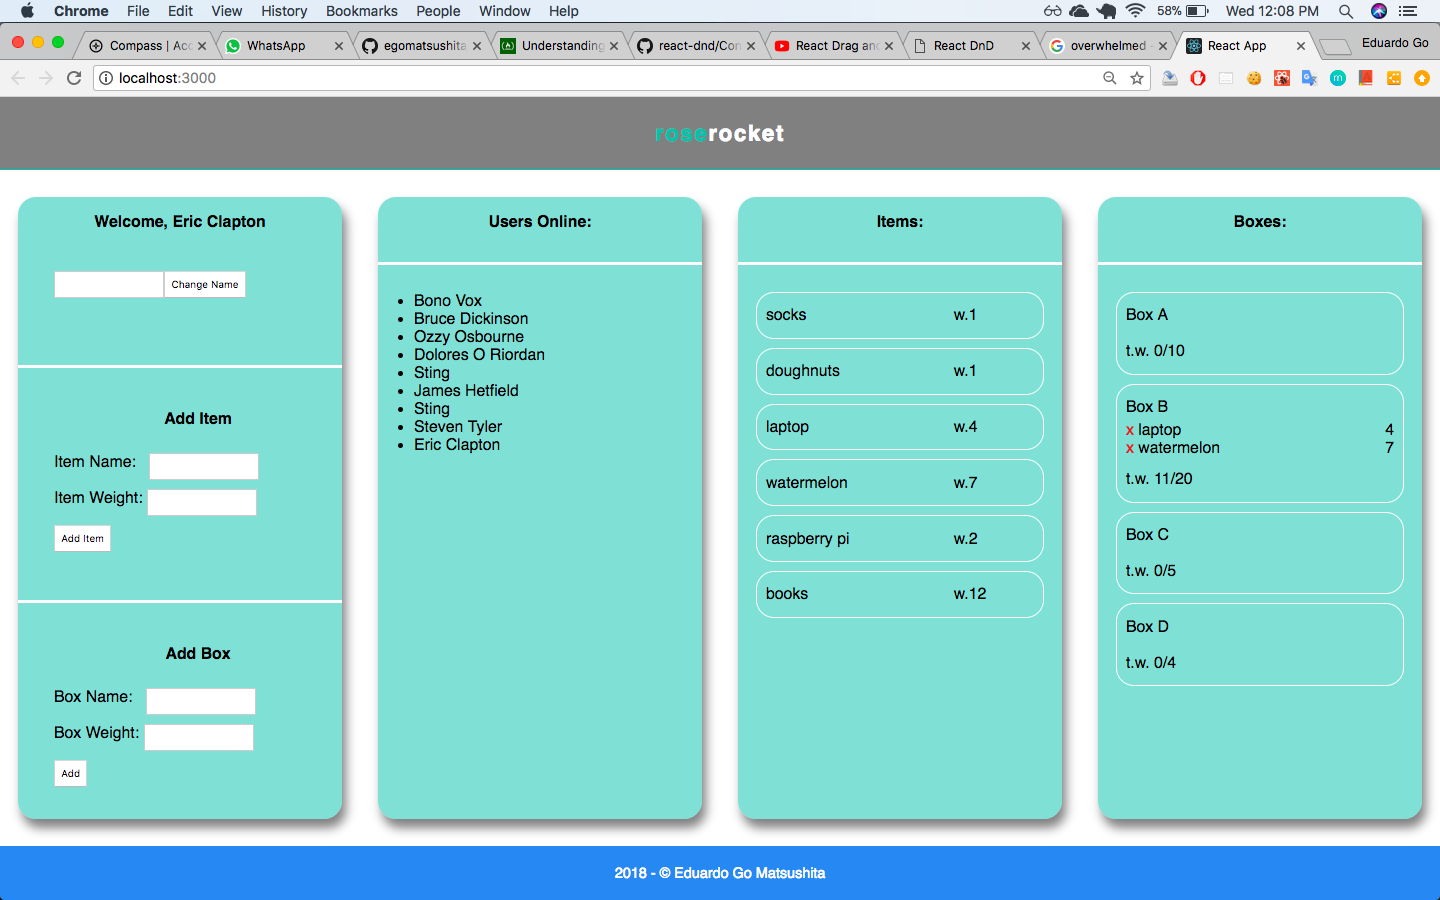 Chrome File Edit View History Bookmarks People Window Help 58% Wed 12:08 PM
Compass | Acc WhatsApp egomatsushita Understanding react-dnd/Con React Drag and React DnD overwhelmed - React App Eduardo Go
localhost:3000
roserocket
Welcome, Eric Clapton
Change Name
Add Item
Item Name:
Item Weight:
Add Item
Add Box
Box Name:
Box Weight:
Add
Users Online:
Bono Vox
Bruce Dickinson
Ozzy Osbourne
Dolores O Riordan
Sting
James Hetfield
Sting
Steven Tyler
Eric Clapton
Items:
socks w.1
doughnuts w.1
laptop w.4
watermelon w.7
raspberry pi w.2
books w.12
Boxes:
Box A
t.w. 0/10
Box B
x laptop 4
x watermelon 7
t.w. 11/20
Box C
t.w. 0/5
Box D
t.w. 0/4
2018 - © Eduardo Go Matsushita